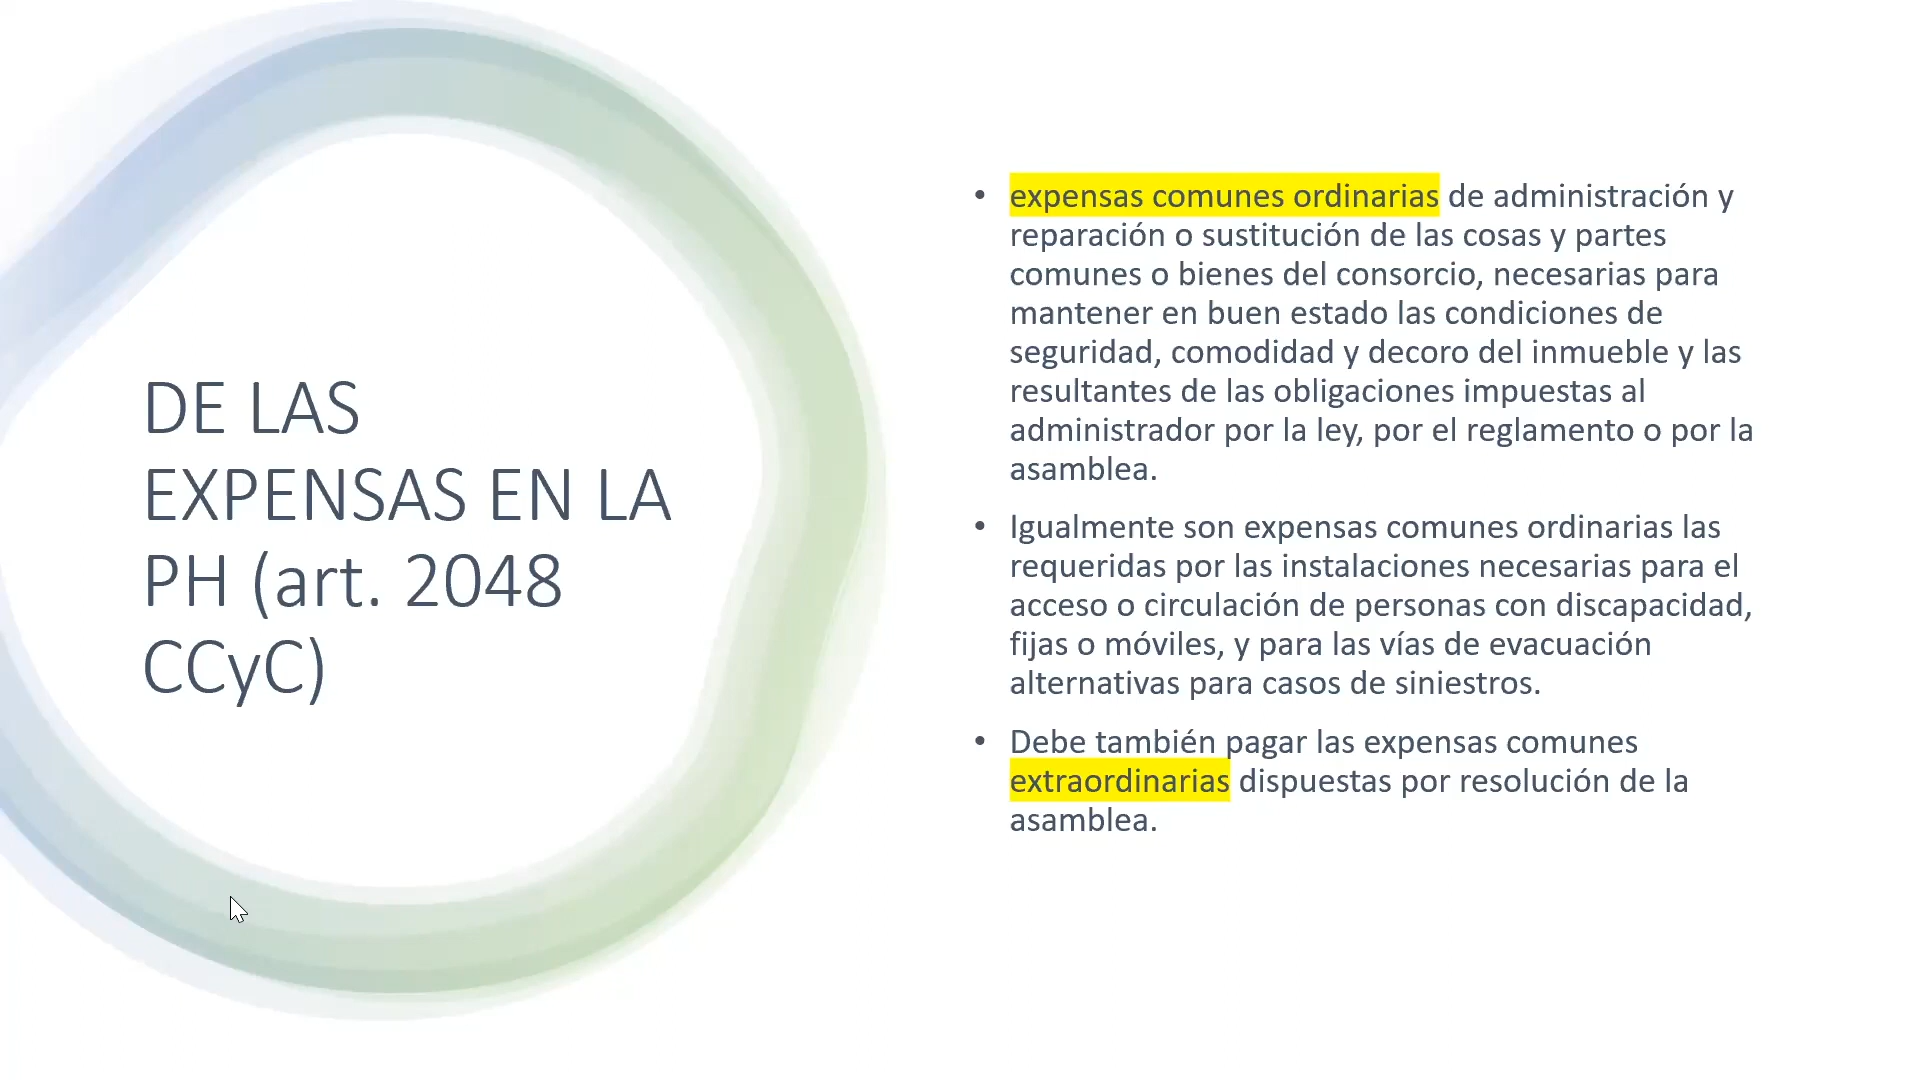 DE LAS
EXPENSAS EN LA
PH (art. 2048
CCyC)
• expensas comunes ordinarias de administración y
reparación o sustitución de las cosas y partes
comunes o bienes del consorcio, necesarias para
mantener en buen estado las condiciones de
seguridad, comodidad y decoro del inmueble y las
resultantes de las obligaciones impuestas al
administrador por la ley, por el reglamento o por la
asamblea.
• Igualmente son expensas comunes ordinarias las
requeridas por las instalaciones necesarias para el
acceso o circulación de personas con discapacidad,
fijas o móviles, y para las vías de evacuación
alternativas para casos de siniestros.
• Debe también pagar las expensas comunes
extraordinarias dispuestas por resolución de la
asamblea.